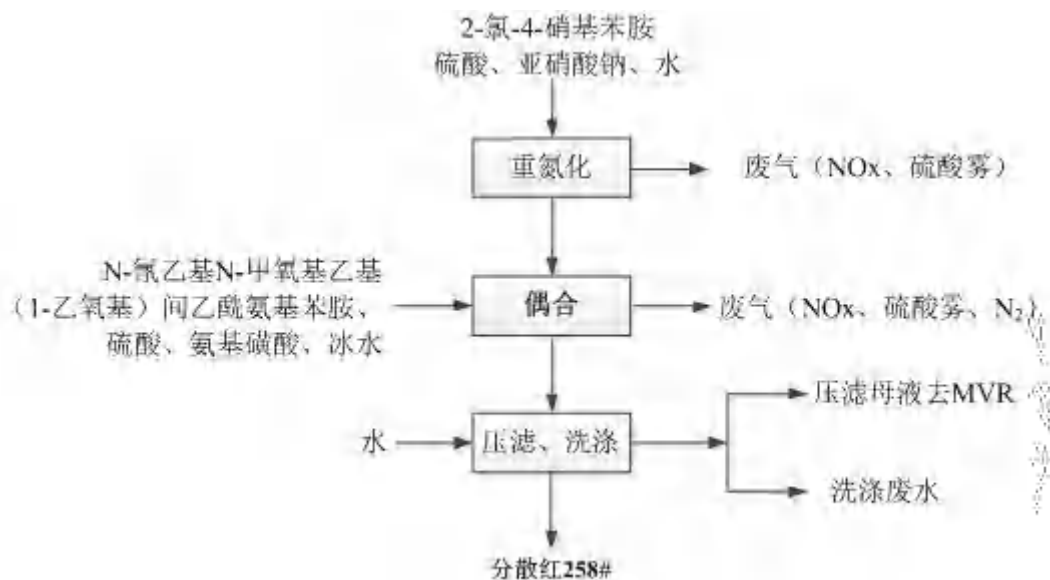 2-氯-4-硝基苯胺
硫酸、亚硝酸钠、水
重氮化
废气（NOx、硫酸雾）
N-氰乙基N-甲氧基乙基
（1-乙氧基）间乙酰氨基苯胺、
硫酸、氨基磺酸、冰水
偶合
废气（NOx、硫酸雾、N₂）
压滤母液去MVR
水
压滤、洗涤
洗涤废水
分散红258#